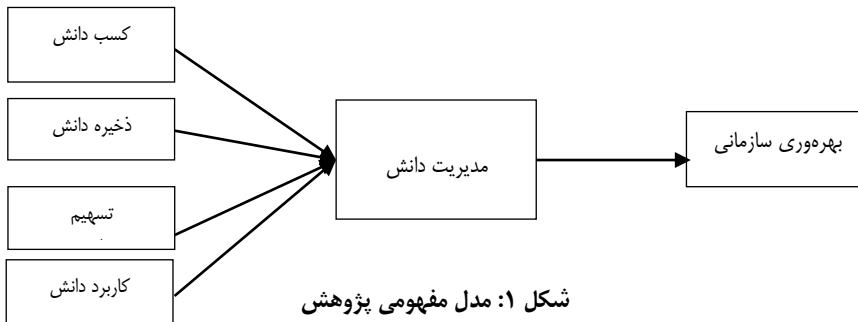 کسب دانش
ذخیره دانش
تسهیم
کاربرد دانش
مدیریت دانش
بهره‌وری سازمانی
شکل ۱: مدل مفهومی پژوهش